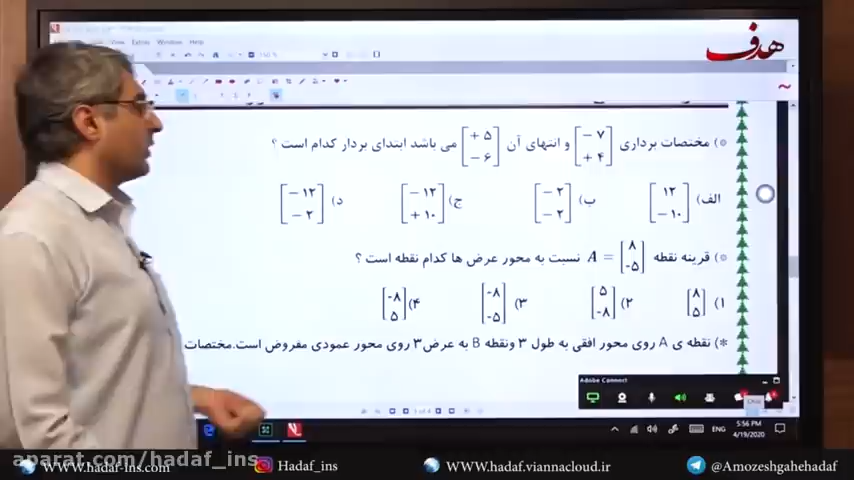 هدف
Window Help
مختصات برداری [-۷ +۴] و انتهای آن [+۵ -۶] می باشد ابتدای بردار کدام است ؟
الف) [۱۲ -۱۰] ب) [-۲ -۲] ج) [-۱۲ +۱۰] د) [-۱۲ -۲]
قرینه نقطه A = [۸ -۵] نسبت به محور عرض ها کدام نقطه است ؟
۱) [۸ ۵] ۲) [۵ -۸] ۳) [-۸ -۵] ۴) [-۸ ۵]
*) نقطه ی A روی محور افقی به طول ۳ ونقطه B به عرض۳ روی محور عمودی مفروض است.مختصات
Adobe Connect
ENG
5:56 PM
4/19/2020
aparat.com/hadaf_ins
www.hadaf-ins.com
Hadaf_ins
WWW.hadaf.viannacloud.ir
@Amozeshgahehadaf